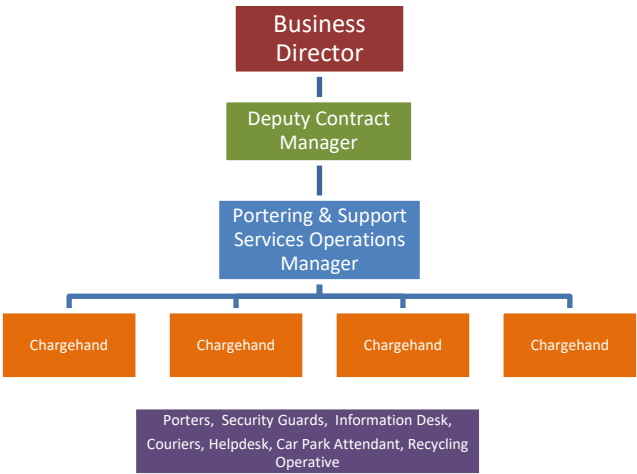 Business
Director
Deputy Contract
Manager
Portering & Support
Services Operations
Manager
Chargehand
Chargehand
Chargehand
Chargehand
Porters, Security Guards, Information Desk,
Couriers, Helpdesk, Car Park Attendant, Recycling
Operative